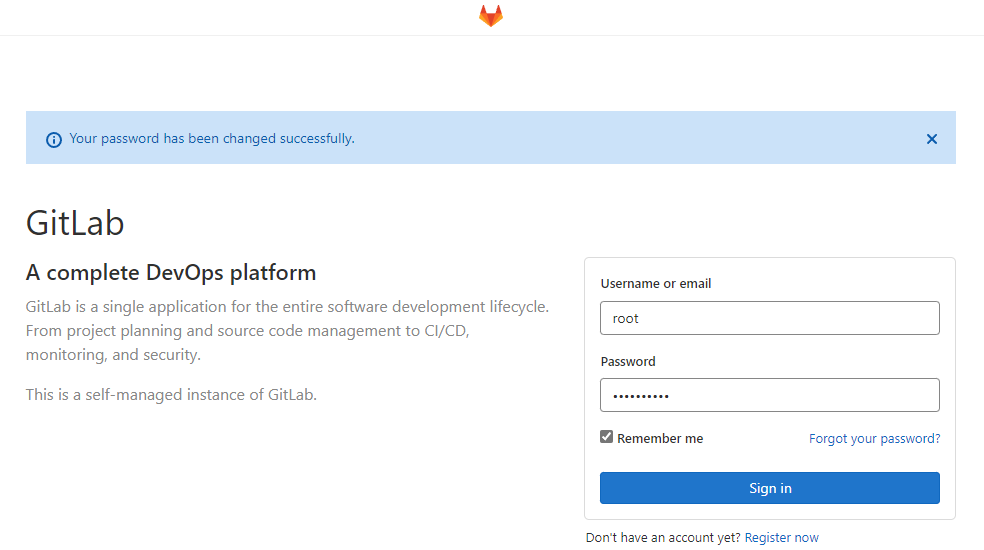 Your password has been changed successfully.
GitLab
A complete DevOps platform
GitLab is a single application for the entire software development lifecycle.
From project planning and source code management to CI/CD,
monitoring, and security.
This is a self-managed instance of GitLab.
Username or email
root
Password
••••••••••
Remember me
Forgot your password?
Sign in
Don't have an account yet? Register now